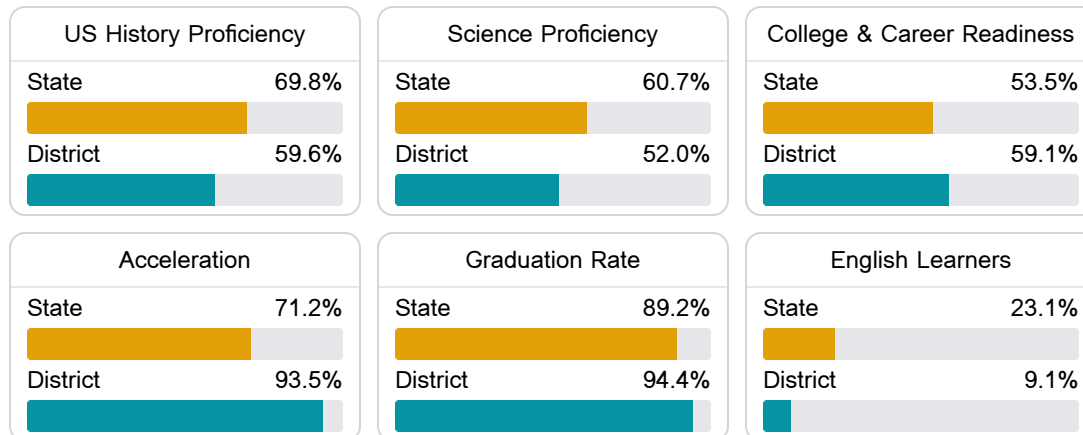 US History Proficiency
State 69.8%
District 59.6%
Science Proficiency
State 60.7%
District 52.0%
College & Career Readiness
State 53.5%
District 59.1%
Acceleration
State 71.2%
District 93.5%
Graduation Rate
State 89.2%
District 94.4%
English Learners
State 23.1%
District 9.1%